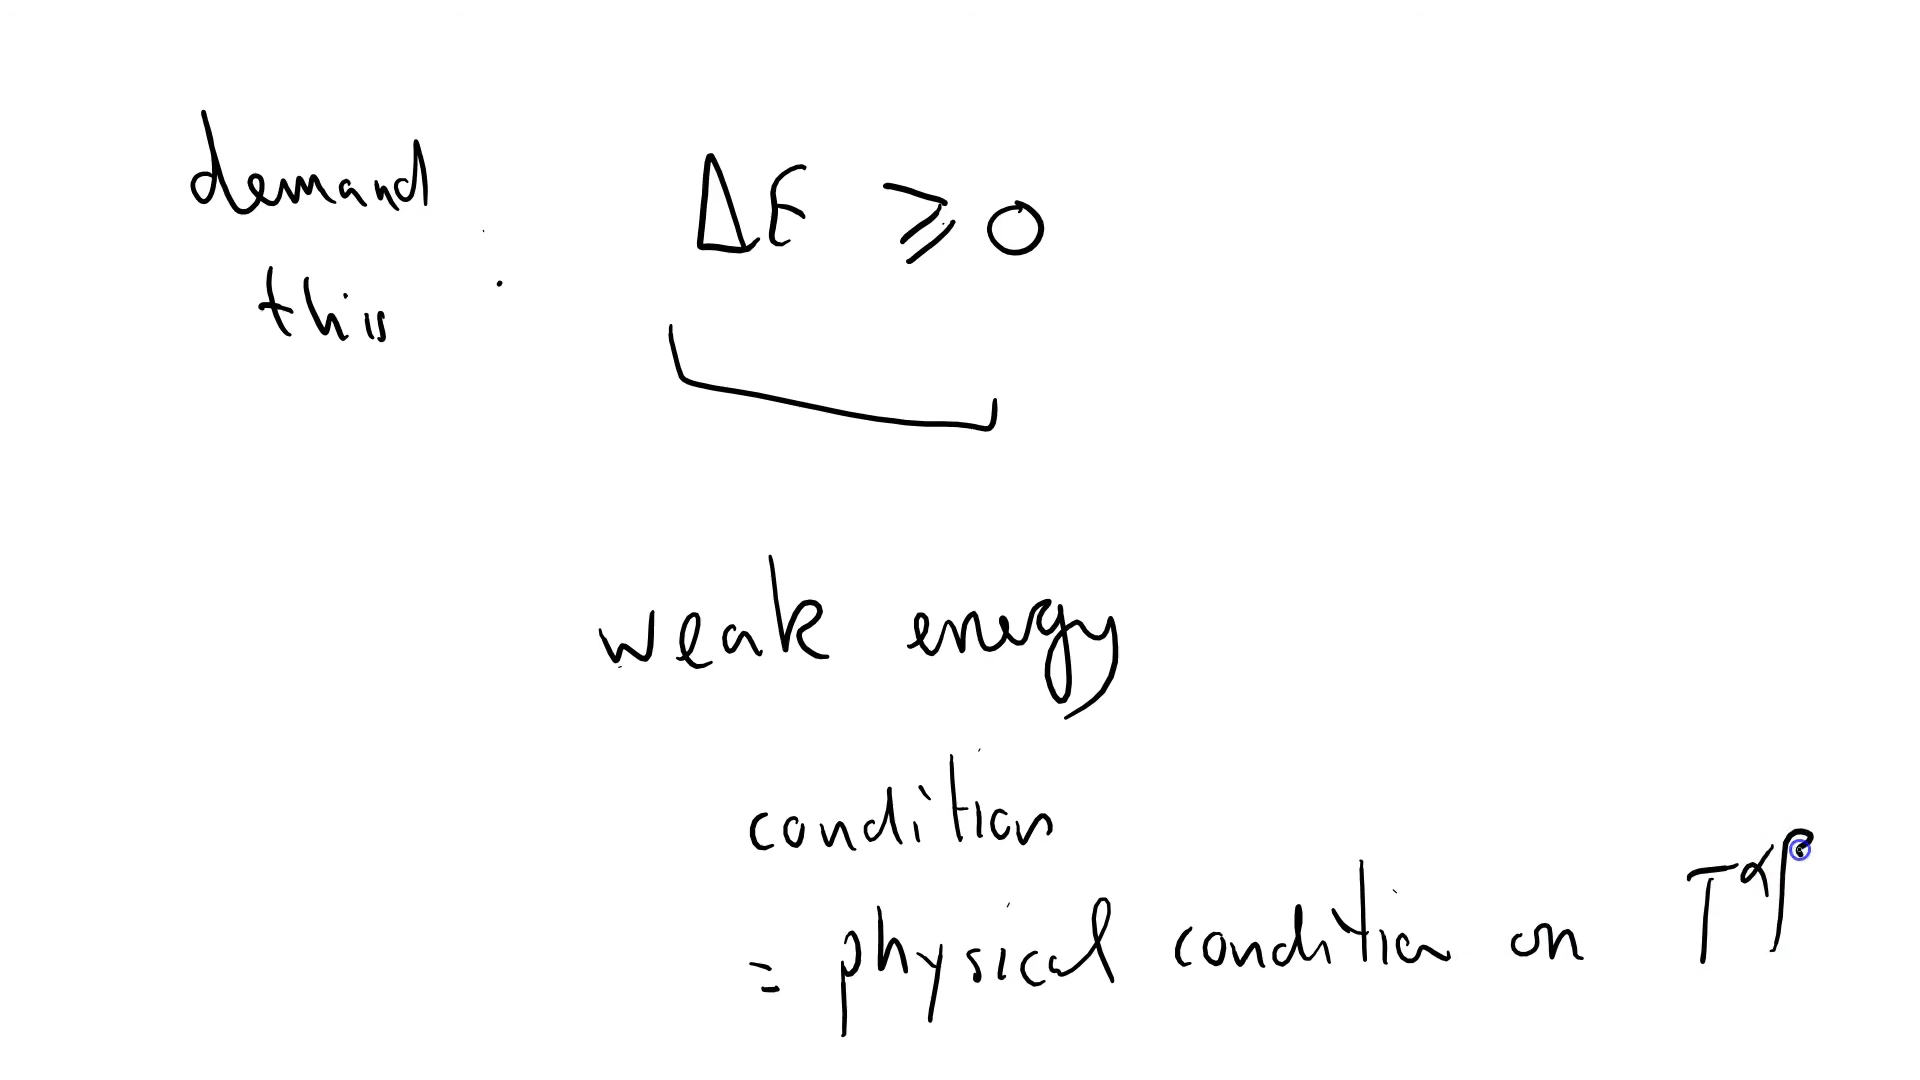 demand
ΔE ⩾ 0
this
weak energy
condition
= physical condition on T^{αβ}